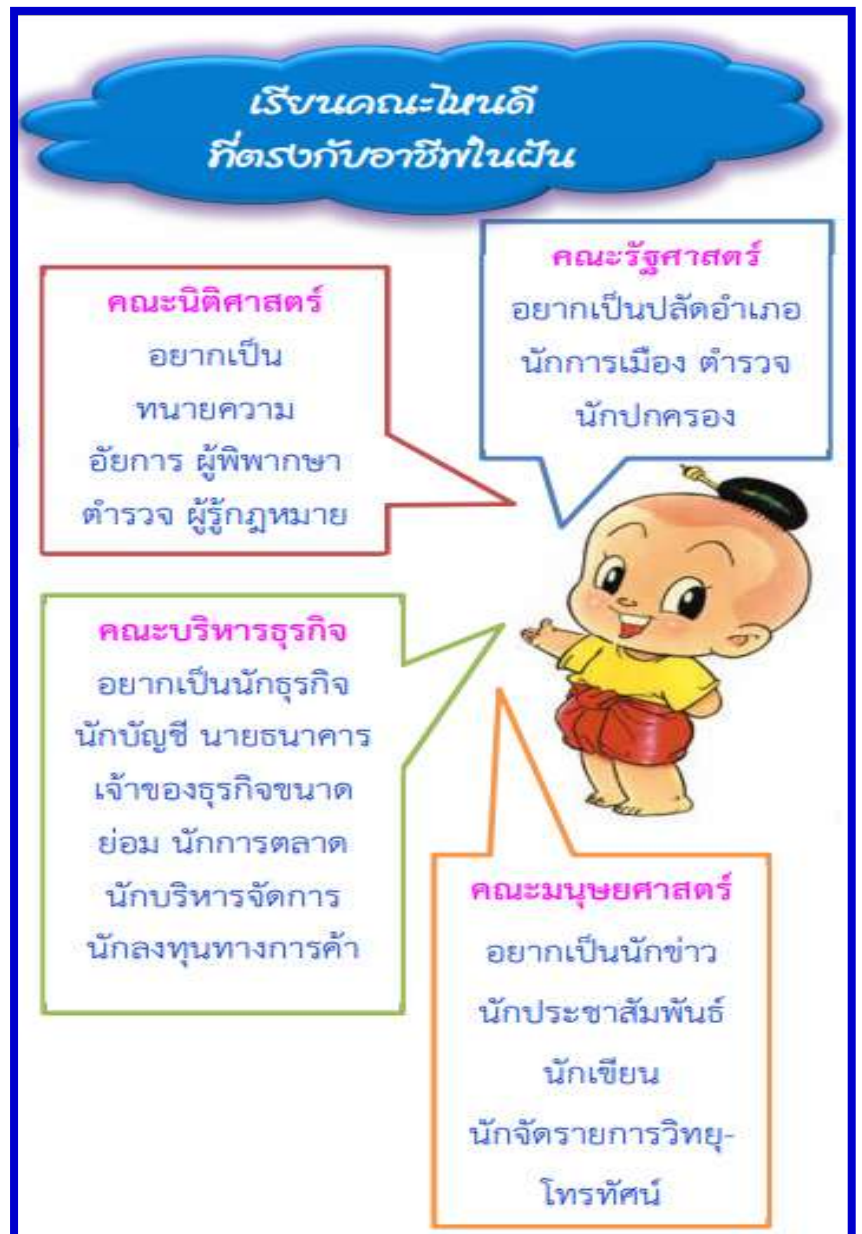 เรียนคณะไหนดี
ที่ตรงกับอาชีพในฝัน
คณะรัฐศาสตร์
อยากเป็นปลัดอำเภอ
นักการเมือง ตำรวจ
นักปกครอง
คณะนิติศาสตร์
อยากเป็น
ทนายความ
อัยการ ผู้พิพากษา
ตำรวจ ผู้รู้กฎหมาย
คณะบริหารธุรกิจ
อยากเป็นนักธุรกิจ
นักบัญชี นายธนาคาร
เจ้าของธุรกิจขนาด
ย่อม นักการตลาด
นักบริหารจัดการ
นักลงทุนทางการค้า
คณะมนุษยศาสตร์
อยากเป็นนักข่าว
นักประชาสัมพันธ์
นักเขียน
นักจัดรายการวิทยุ-
โทรทัศน์